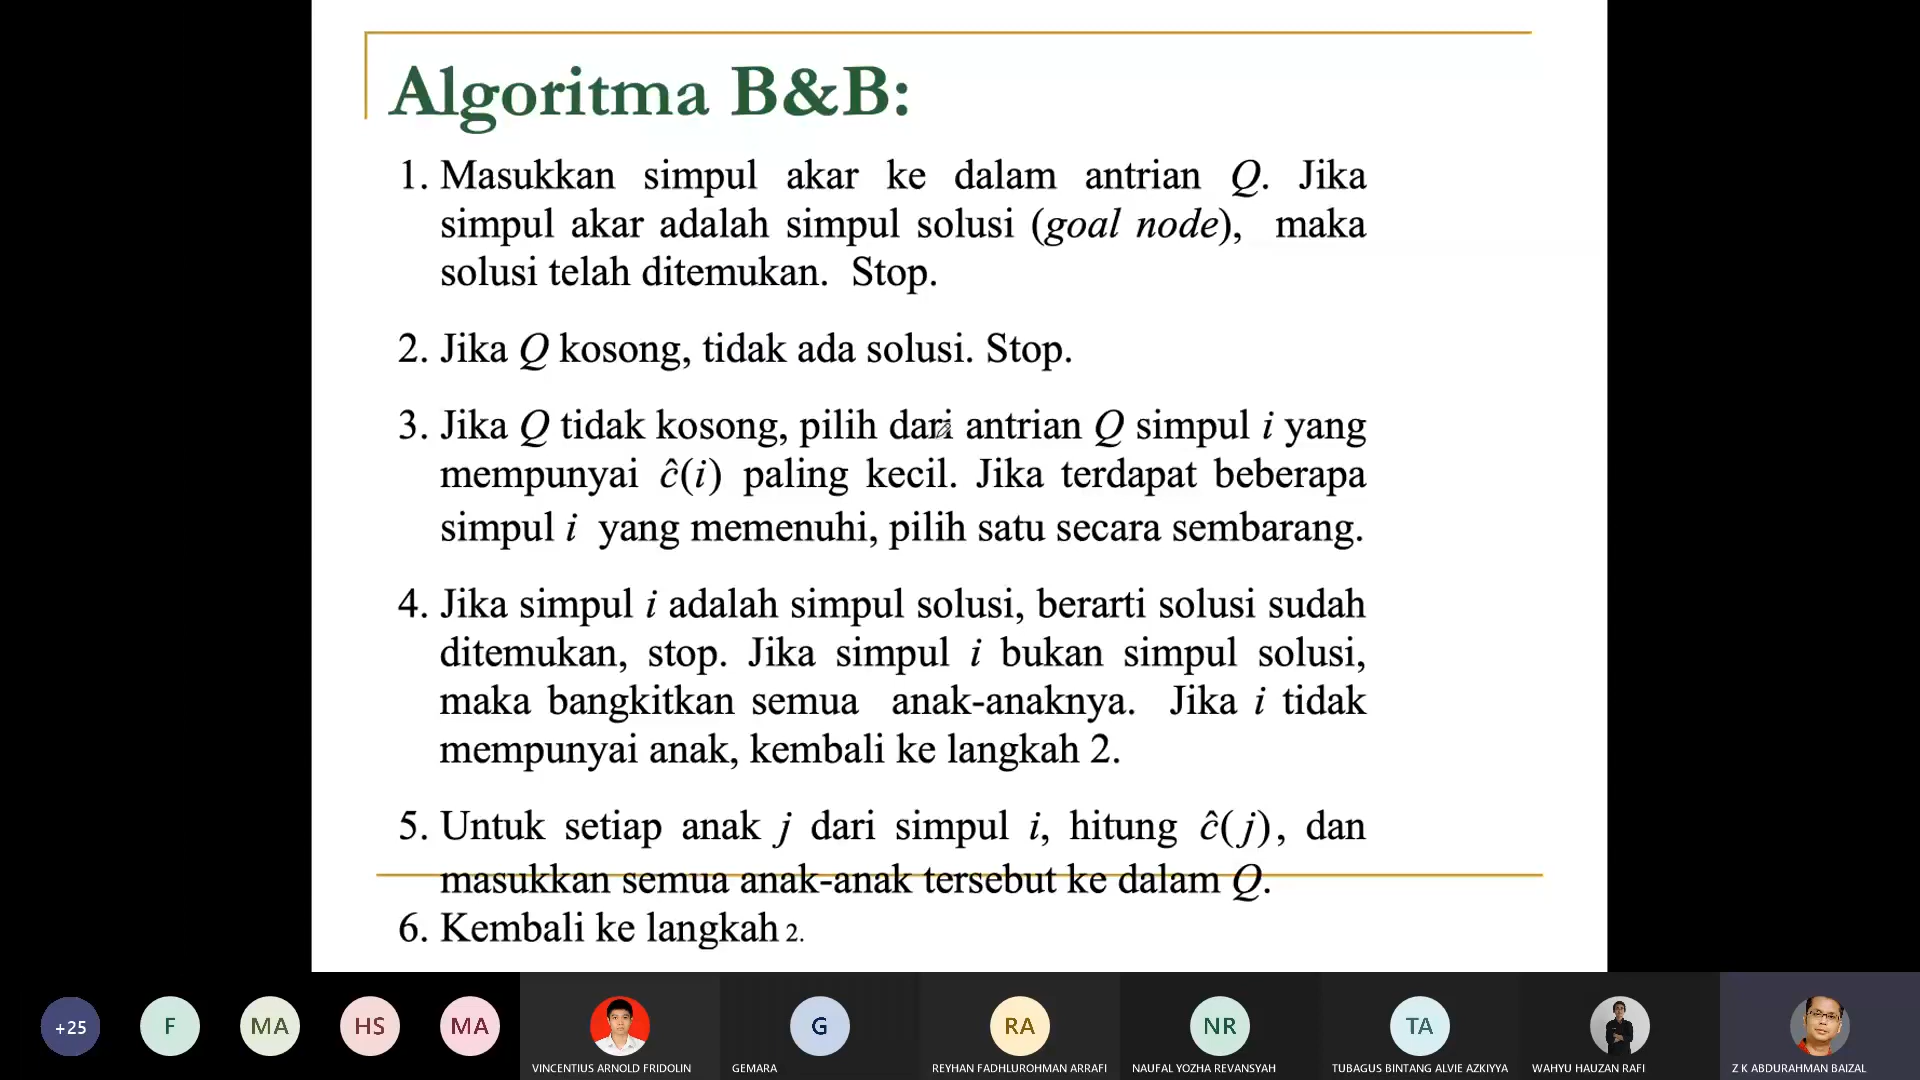 Algoritma B&B:
1. Masukkan simpul akar ke dalam antrian Q. Jika
simpul akar adalah simpul solusi (goal node), maka
solusi telah ditemukan. Stop.
2. Jika Q kosong, tidak ada solusi. Stop.
3. Jika Q tidak kosong, pilih dari antrian Q simpul i yang
mempunyai ĉ(i) paling kecil. Jika terdapat beberapa
simpul i yang memenuhi, pilih satu secara sembarang.
4. Jika simpul i adalah simpul solusi, berarti solusi sudah
ditemukan, stop. Jika simpul i bukan simpul solusi,
maka bangkitkan semua anak-anaknya. Jika i tidak
mempunyai anak, kembali ke langkah 2.
5. Untuk setiap anak j dari simpul i, hitung ĉ(j), dan
masukkan semua anak-anak tersebut ke dalam Q.
6. Kembali ke langkah 2.
+25 F MA HS MA G RA NR TA
VINCENTIUS ARNOLD FRIDOLIN GEMARA REYHAN FADHLUROHMAN ARRAFI NAUFAL YOZHA REVANSYAH TUBAGUS BINTANG ALVIE AZKIYYA WAHYU HAUZAN RAFI Z K ABDURAHMAN BAIZAL